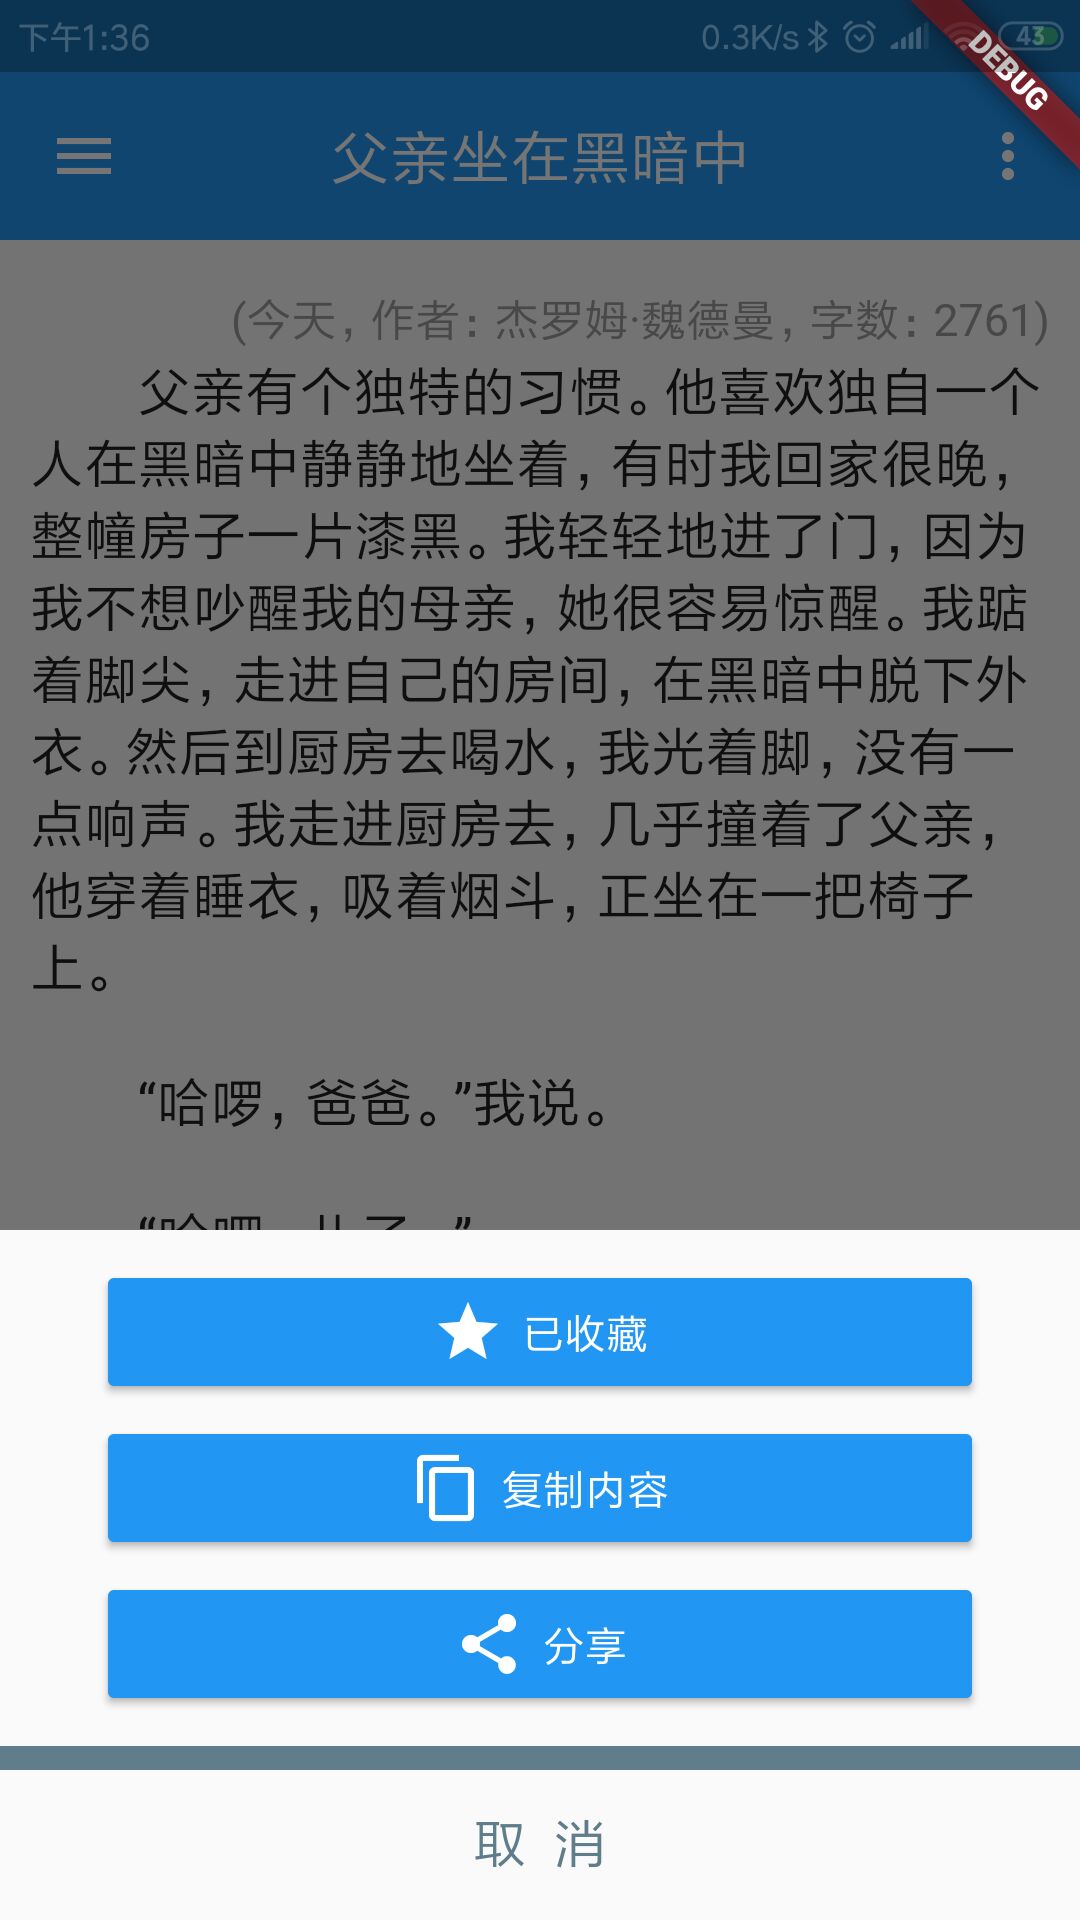 下午1:36
0.3K/s
43
DEBUG
父亲坐在黑暗中
(今天，作者：杰罗姆·魏德曼，字数：2761)
父亲有个独特的习惯。他喜欢独自一个
人在黑暗中静静地坐着，有时我回家很晚，
整幢房子一片漆黑。我轻轻地进了门，因为
我不想吵醒我的母亲，她很容易惊醒。我踮
着脚尖，走进自己的房间，在黑暗中脱下外
衣。然后到厨房去喝水，我光着脚，没有一
点响声。我走进厨房去，几乎撞着了父亲，
他穿着睡衣，吸着烟斗，正坐在一把椅子
上。
“哈啰，爸爸。”我说。
已收藏
复制内容
分享
取 消